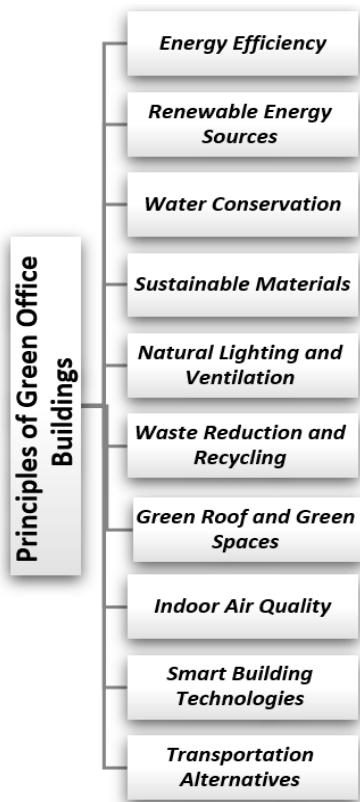 Principles of Green Office
Buildings
Energy Efficiency
Renewable Energy
Sources
Water Conservation
Sustainable Materials
Natural Lighting and
Ventilation
Waste Reduction and
Recycling
Green Roof and Green
Spaces
Indoor Air Quality
Smart Building
Technologies
Transportation
Alternatives